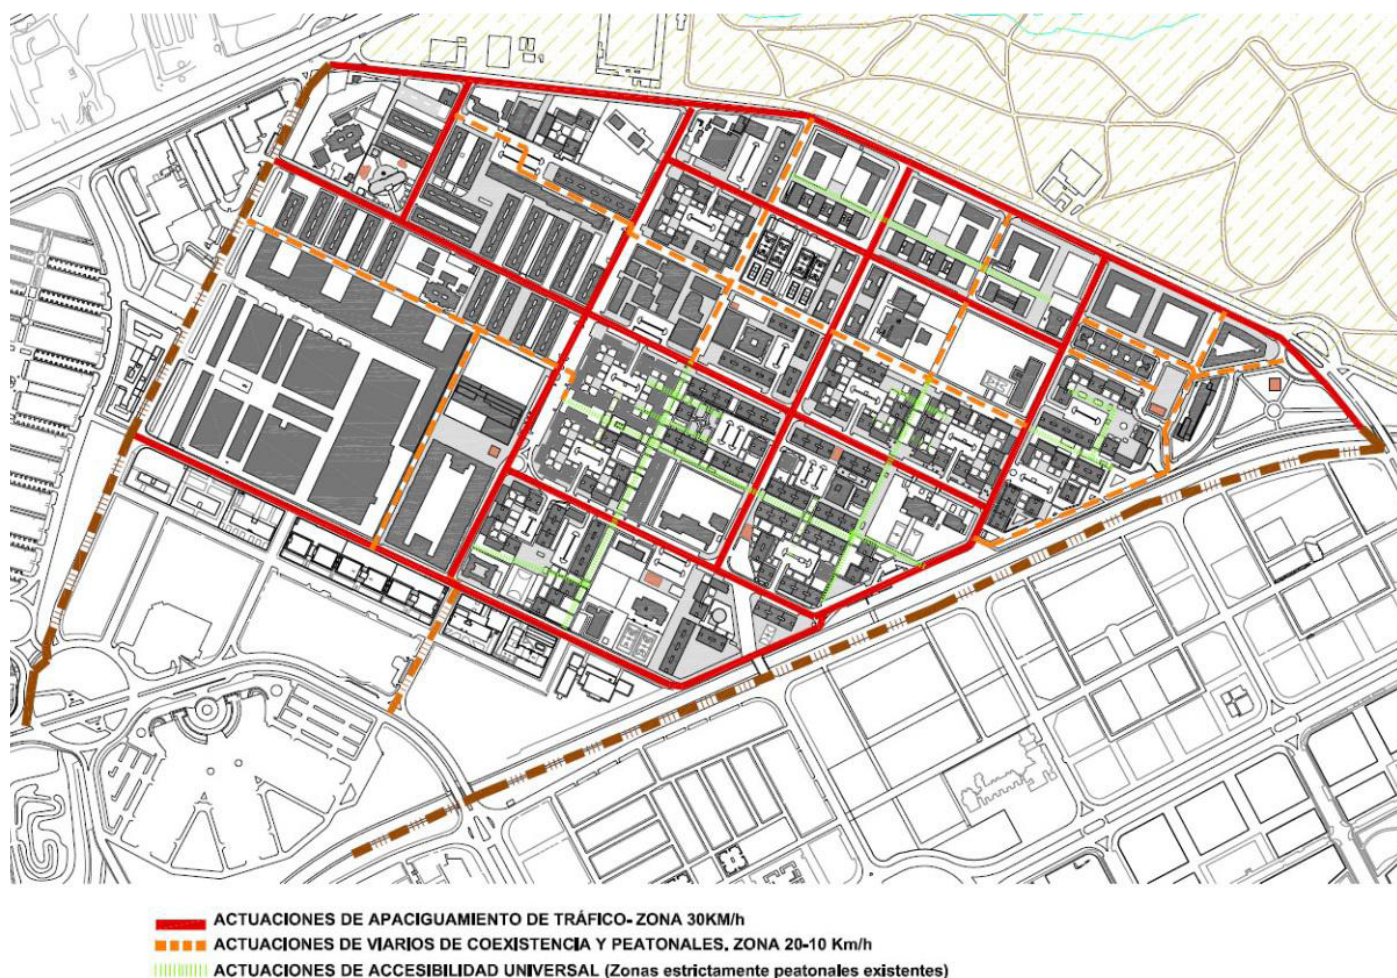 ACTUACIONES DE APACIGUAMIENTO DE TRÁFICO- ZONA 30KM/h
ACTUACIONES DE VIARIOS DE COEXISTENCIA Y PEATONALES. ZONA 20-10 Km/h
ACTUACIONES DE ACCESIBILIDAD UNIVERSAL (Zonas estrictamente peatonales existentes)